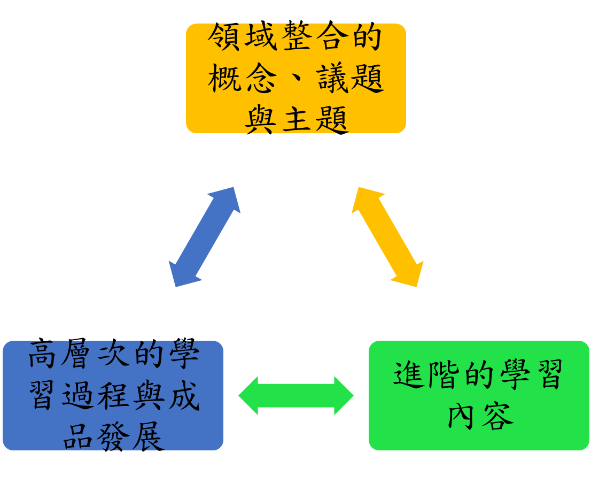 領域整合的
概念、議題
與主題
高層次的學
習過程與成
品發展
進階的學習
內容